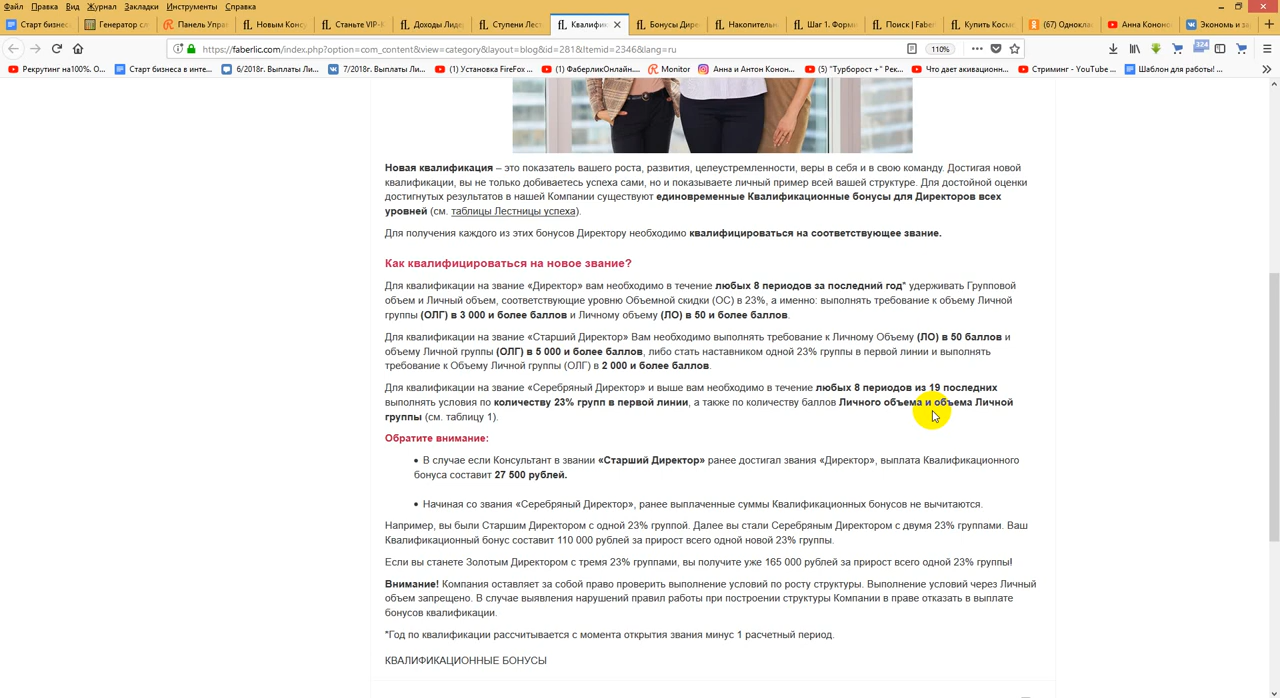 Файл Правка Вид Журнал Закладки Инструменты Справка
Старт бизнес Генератор сл Панель Упра Новым Конс Станьте VIP-К Доходы Лидер Ступени Лест Квалифик Бонусы Дире Накопительн Шаг 1. Форми Поиск | Faberl Купить Косме (67) Однокла Анна Кононо Экономь и за
https://faberlic.com/index.php?option=com_content&view=category&layout=blog&id=281&Itemid=2346&lang=ru 110% 324
Рекрутинг на100%. О... Старт бизнеса в инте... 6/2018г. Выплаты Ли... 7/2018г. Выплаты Ли... (1) Установка FireFox ... (1) ФаберликОнлайн.... Monitor Анна и Антон Конон... (5) "Турборост +" Рек... Что дает акивационн... Стриминг - YouTube ... Шаблон для работы! ...
Новая квалификация – это показатель вашего роста, развития, целеустремленности, веры в себя и в свою команду. Достигая новой
квалификации, вы не только добиваетесь успеха сами, но и показываете личный пример всей вашей структуре. Для достойной оценки
достигнутых результатов в нашей Компании существуют единовременные Квалификационные бонусы для Директоров всех
уровней (см. таблицы Лестницы успеха).
Для получения каждого из этих бонусов Директору необходимо квалифицироваться на соответствующее звание.
Как квалифицироваться на новое звание?
Для квалификации на звание «Директор» вам необходимо в течение любых 8 периодов за последний год* удерживать Групповой
объем и Личный объем, соответствующие уровню Объемной скидки (ОС) в 23%, а именно: выполнять требование к объему Личной
группы (ОЛГ) в 3 000 и более баллов и Личному объему (ЛО) в 50 и более баллов.
Для квалификации на звание «Старший Директор» Вам необходимо выполнять требование к Личному Объему (ЛО) в 50 баллов и
объему Личной группы (ОЛГ) в 5 000 и более баллов, либо стать наставником одной 23% группы в первой линии и выполнять
требование к Объему Личной группы (ОЛГ) в 2 000 и более баллов.
Для квалификации на звание «Серебряный Директор» и выше вам необходимо в течение любых 8 периодов из 19 последних
выполнять условия по количеству 23% групп в первой линии, а также по количеству баллов Личного объема и объема Личной
группы (см. таблицу 1).
Обратите внимание:
• В случае если Консультант в звании «Старший Директор» ранее достигал звания «Директор», выплата Квалификационного
бонуса составит 27 500 рублей.
• Начиная со звания «Серебряный Директор», ранее выплаченные суммы Квалификационных бонусов не вычитаются.
Например, вы были Старшим Директором с одной 23% группой. Далее вы стали Серебряным Директором с двумя 23% группами. Ваш
Квалификационный бонус составит 110 000 рублей за прирост всего одной новой 23% группы.
Если вы станете Золотым Директором с тремя 23% группами, вы получите уже 165 000 рублей за прирост всего одной 23% группы!
Внимание! Компания оставляет за собой право проверить выполнение условий по росту структуры. Выполнение условий через Личный
объем запрещено. В случае выявления нарушений правил работы при построении структуры Компании в праве отказать в выплате
бонусов квалификации.
*Год по квалификации рассчитывается с момента открытия звания минус 1 расчетный период.
КВАЛИФИКАЦИОННЫЕ БОНУСЫ